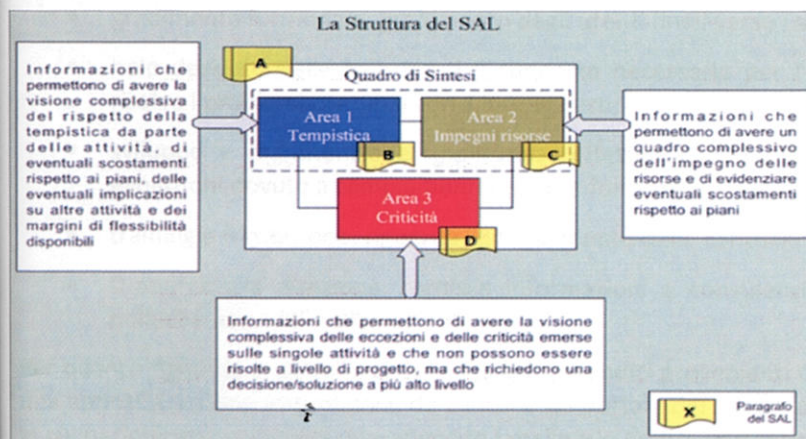 La Struttura del SAL
Informazioni che
permettono di avere la
visione complessiva
del rispetto della
tempistica da parte
delle attività, di
eventuali scostamenti
rispetto ai piani, delle
eventuali implicazioni
su altre attività e dei
margini di flessibilità
disponibili
A
Quadro di Sintesi
Area 1
Tempistica
B
Area 2
Impegni risorse
C
Area 3
Criticità
D
Informazioni che
permettono di avere un
quadro complessivo
dell'impegno delle
risorse e di evidenziare
eventuali scostamenti
rispetto ai piani
Informazioni che permettono di avere la visione
complessiva delle eccezioni e delle criticità emerse
sulle singole attività e che non possono essere
risolte a livello di progetto, ma che richiedono una
decisione/soluzione a più alto livello
i
X
Paragrafo
del SAL